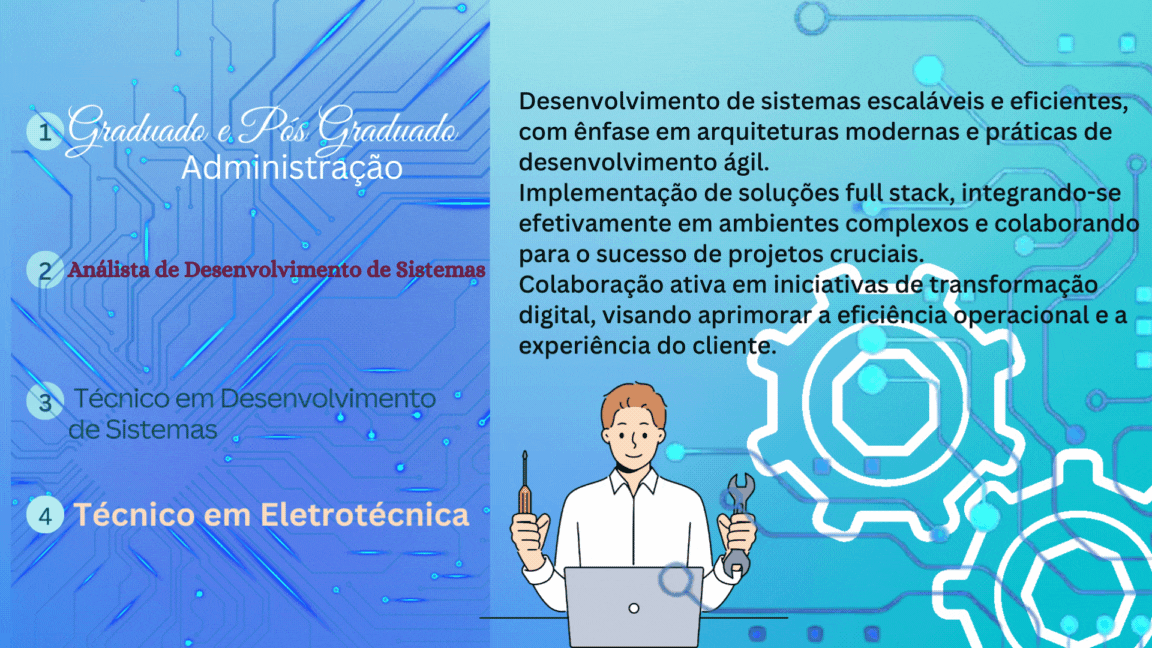 1 Graduado e Pós Graduado
Administração
2 Análista de Desenvolvimento de Sistemas
3 Técnico em Desenvolvimento
de Sistemas
4 Técnico em Eletrotécnica
Desenvolvimento de sistemas escaláveis e eficientes,
com ênfase em arquiteturas modernas e práticas de
desenvolvimento ágil.
Implementação de soluções full stack, integrando-se
efetivamente em ambientes complexos e colaborando
para o sucesso de projetos cruciais.
Colaboração ativa em iniciativas de transformação
digital, visando aprimorar a eficiência operacional e a
experiência do cliente.